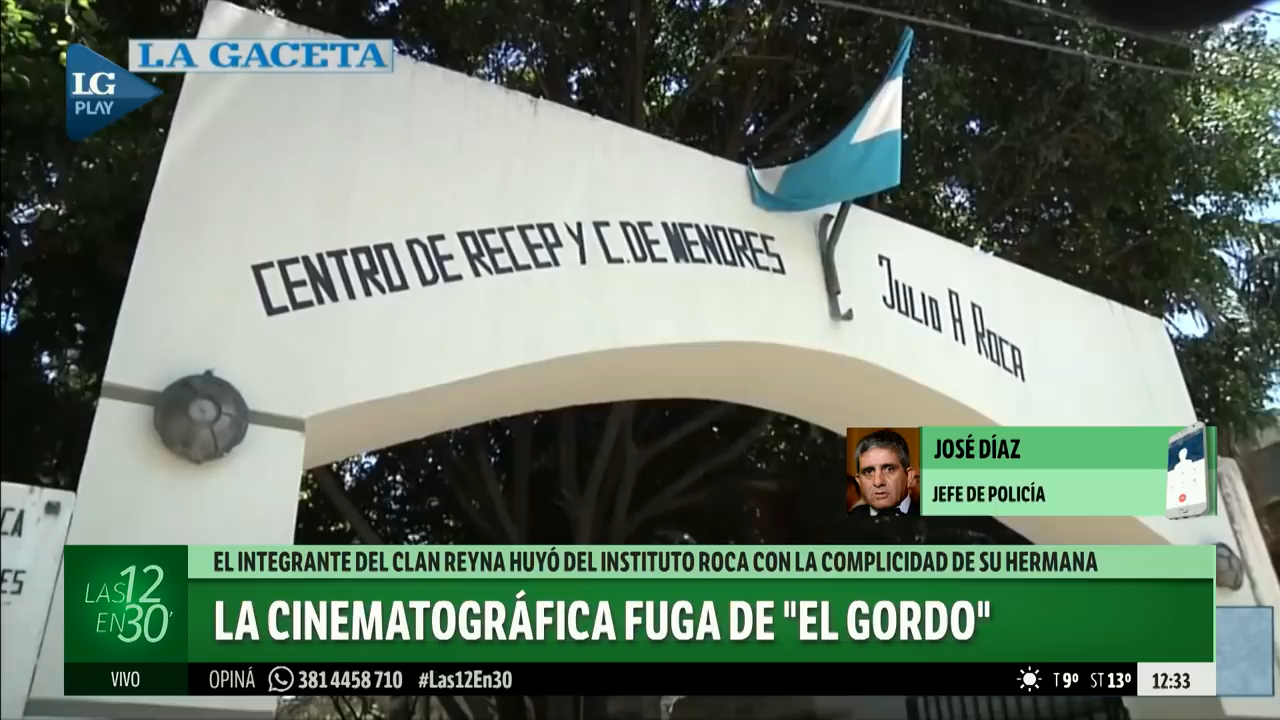 LA GACETA
LG
PLAY
CENTRO DE RECEP Y C. DE MENORES
JULIO A ROCA
CA
ES
JOSÉ DÍAZ
JEFE DE POLICÍA
EL INTEGRANTE DEL CLAN REYNA HUYÓ DEL INSTITUTO ROCA CON LA COMPLICIDAD DE SU HERMANA
LAS 12
EN 30'
LA CINEMATOGRÁFICA FUGA DE "EL GORDO"
VIVO
OPINÁ 381 4458 710 #Las12En30
T 9º ST 13º 12:33